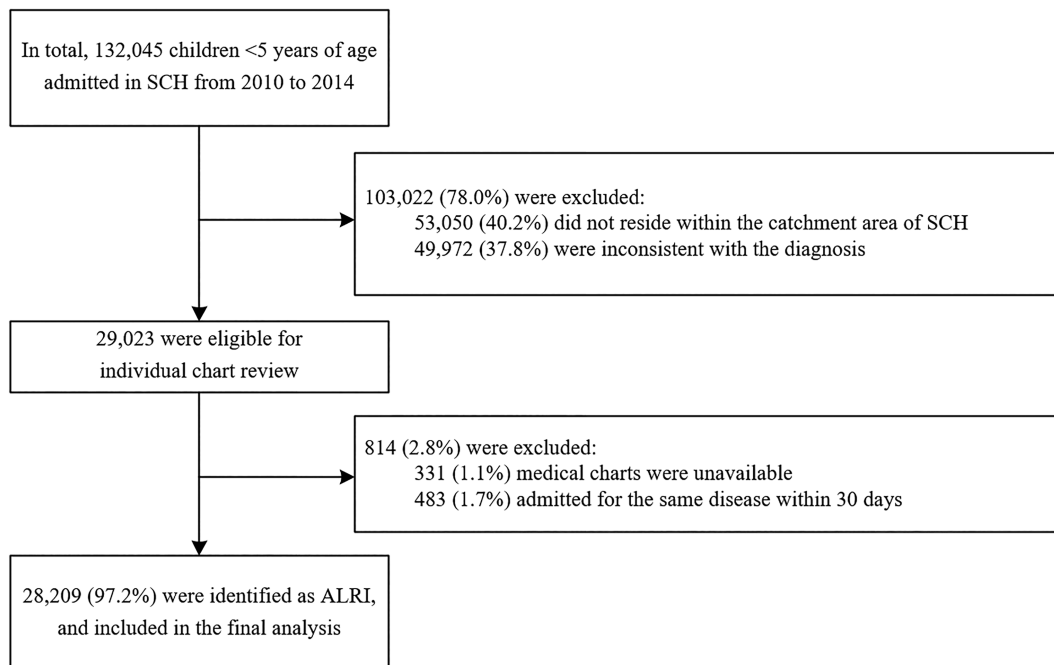 In total, 132,045 children <5 years of age
admitted in SCH from 2010 to 2014
103,022 (78.0%) were excluded:
53,050 (40.2%) did not reside within the catchment area of SCH
49,972 (37.8%) were inconsistent with the diagnosis
29,023 were eligible for
individual chart review
814 (2.8%) were excluded:
331 (1.1%) medical charts were unavailable
483 (1.7%) admitted for the same disease within 30 days
28,209 (97.2%) were identified as ALRI,
and included in the final analysis